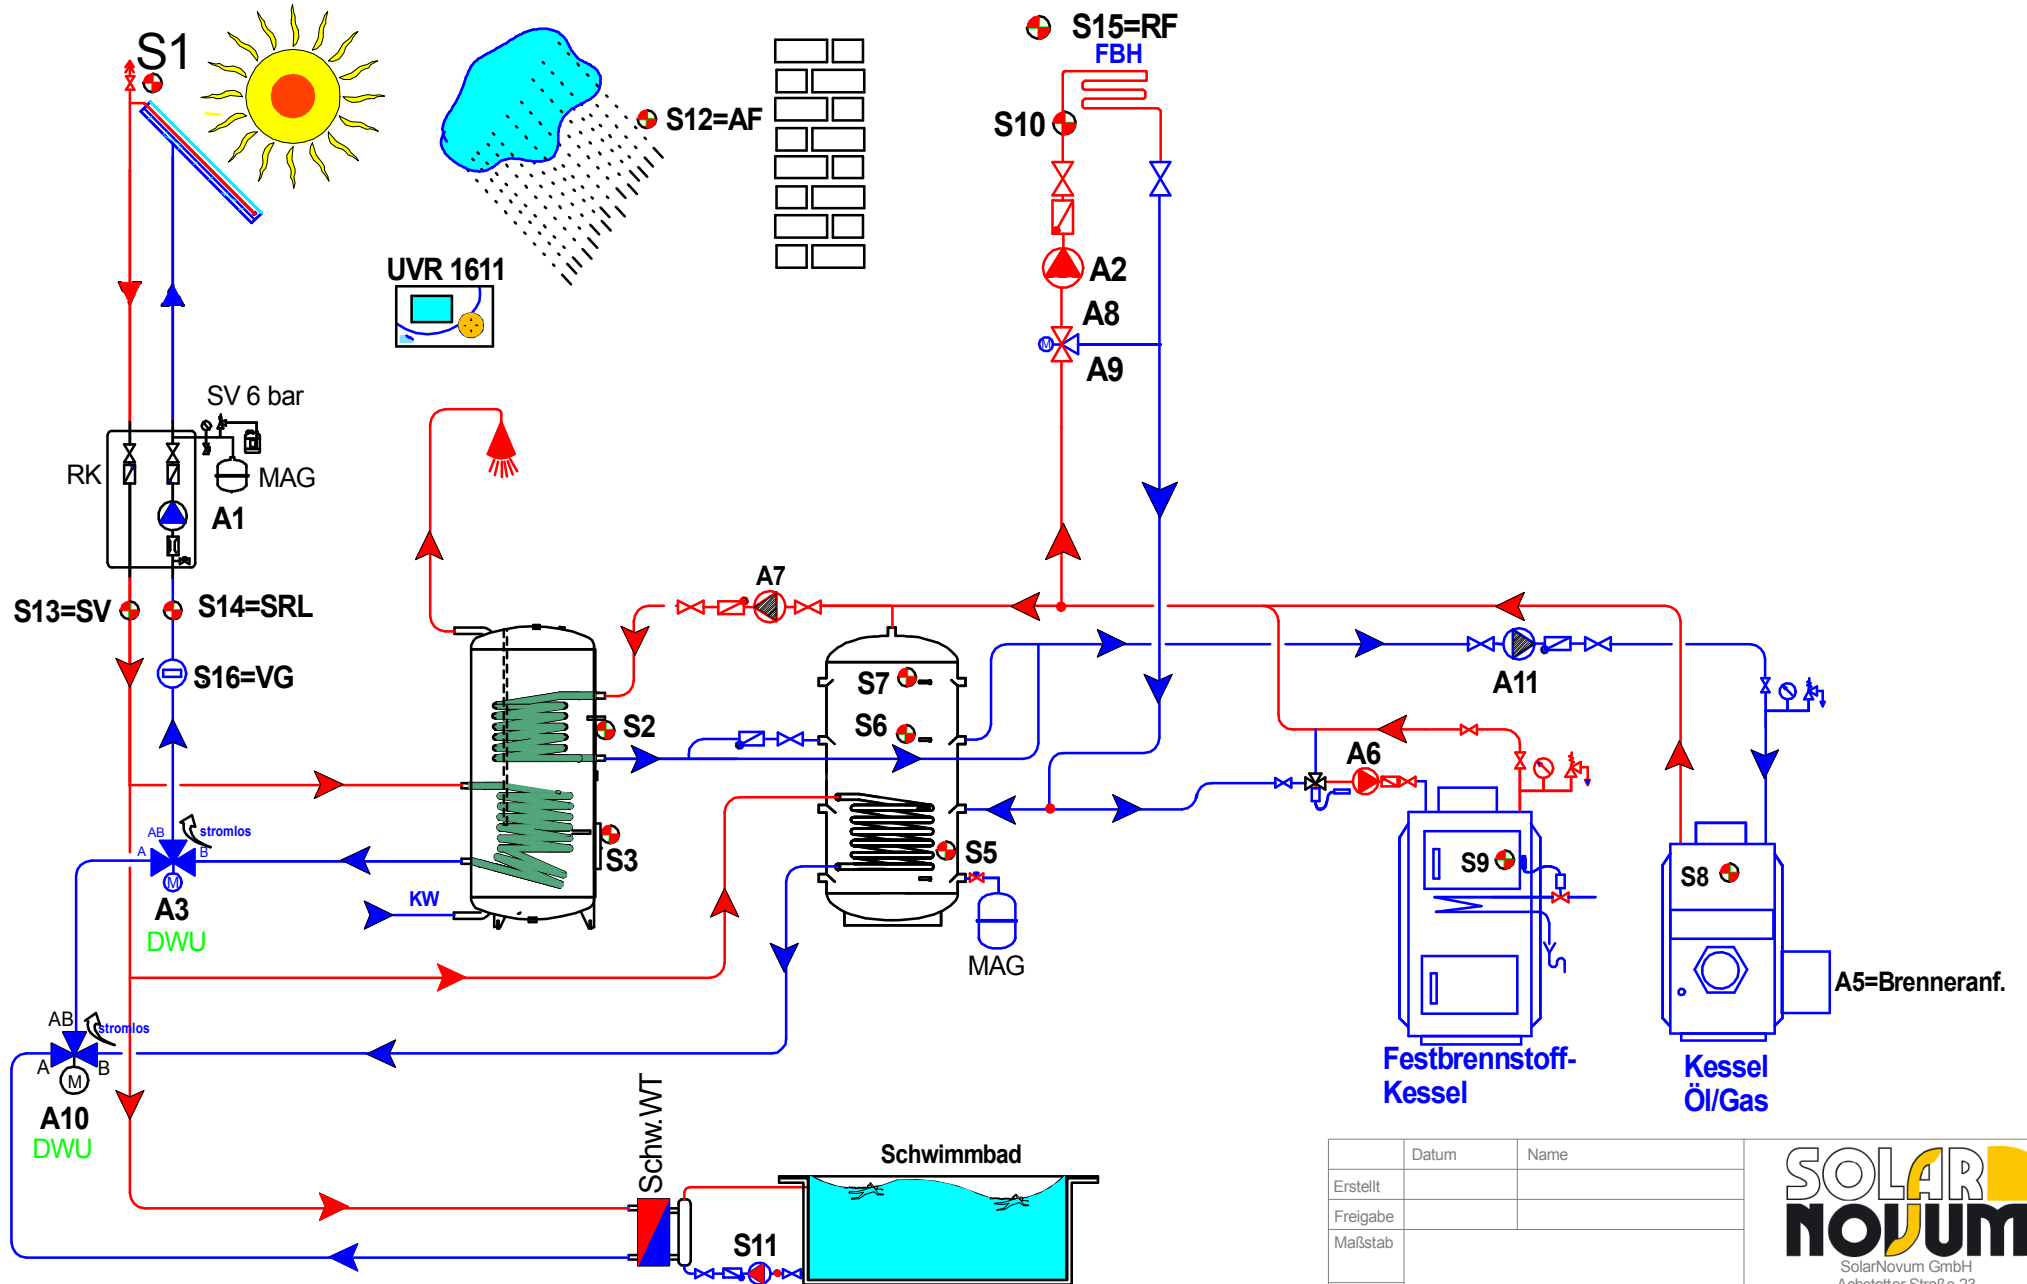 S1
S15=RF
FBH
S12=AF
S10
UVR 1611
A2
A8
M
A9
SV 6 bar
RK
MAG
A1
A7
S13=SV
S14=SRL
S16=VG
S7
S6
S2
A11
A6
AB
stromlos
A
B
M
A3
DWU
S3
S5
S9
S8
KW
MAG
A5=Brenneranf.
AB
stromlos
A
B
M
A10
DWU
Festbrennstoff-
Kessel
Kessel
Öl/Gas
Schw.WT
Schwimmbad
S11
Datum
Name
Erstellt
Freigabe
Maßstab
SOLAR
NOVUM
SolarNovum GmbH